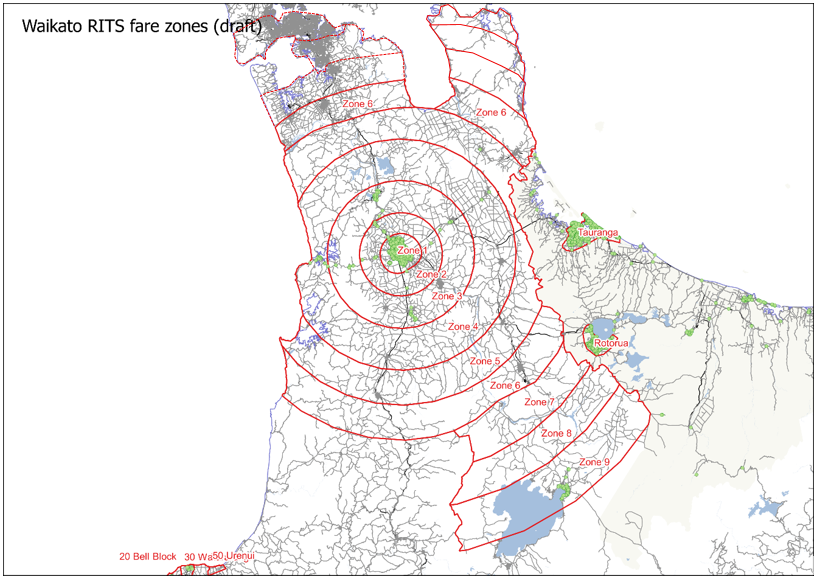 Waikato RITS fare zones (draft)
Zone 6
Zone 6
Tauranga
Zone 1
Zone 2
Zone 3
Zone 4
Rotorua
Zone 5
Zone 6
Zone 7
Zone 8
Zone 9
20 Bell Block
30 Wa
50 Urenui